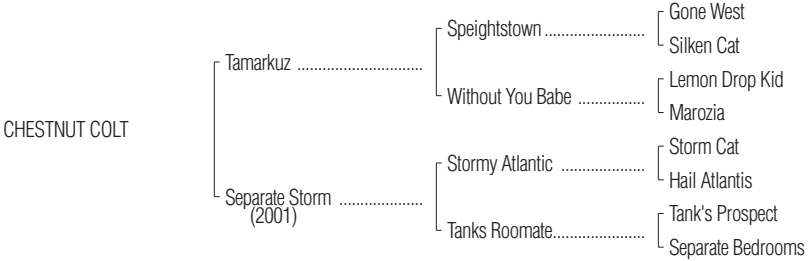 Gone West
Speightstown
Silken Cat
Tamarkuz
Lemon Drop Kid
Without You Babe
Marozia
CHESTNUT COLT
Storm Cat
Stormy Atlantic
Hail Atlantis
Separate Storm
(2001)
Tank's Prospect
Tanks Roomate
Separate Bedrooms